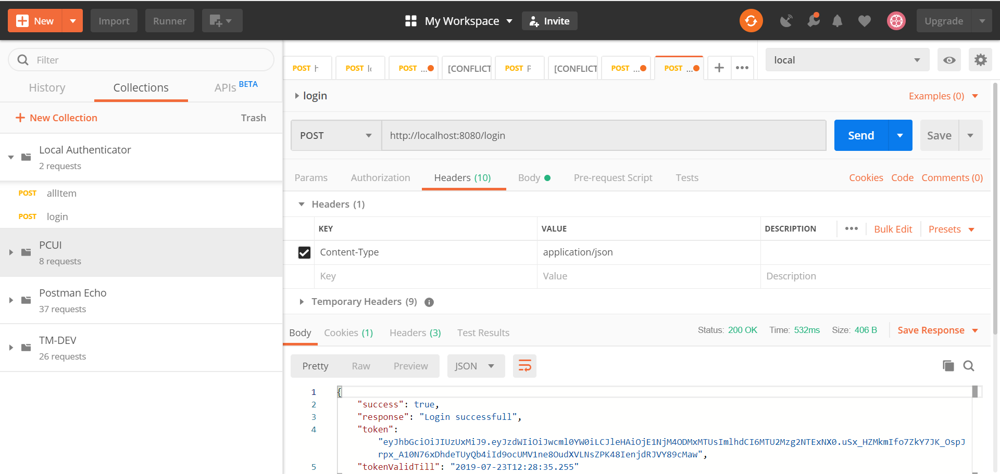 New
Import
Runner
My Workspace
Invite
Upgrade
Filter
History
Collections
APIs BETA
New Collection
Trash
Local Authenticator
2 requests
POST allItem
POST login
PCUI
8 requests
Postman Echo
37 requests
TM-DEV
26 requests
POST
POST
POST ...
[CONFLICT
POST
[CONFLICT
POST ...
POST ...
local
login
Examples (0)
POST
http://localhost:8080/login
Send
Save
Params
Authorization
Headers (10)
Body
Pre-request Script
Tests
Cookies
Code
Comments (0)
Headers (1)
KEY
VALUE
DESCRIPTION
Bulk Edit
Presets
Content-Type
application/json
Key
Value
Description
Temporary Headers (9)
Body
Cookies (1)
Headers (3)
Test Results
Status: 200 OK
Time: 532ms
Size: 406 B
Save Response
Pretty
Raw
Preview
JSON
1 {
2 "success": true,
3 "response": "Login successfull",
4 "token":
"eyJhbGciOiJIUzUxMiJ9.eyJzdWIiOiJwcml0YW0iLCJleHAiOjE1NjM4ODMxMTUsImlhdCI6MTU2Mzg2NTExNX0.uSx_HZMkmIfo7ZkY7JK_OspJ
rpx_A10N76xDhdeTUyQb4iId9ocUMV1ne8OudXVLNsZPK48IenjdRJVY89cMaw",
5 "tokenValidTill": "2019-07-23T12:28:35.255"